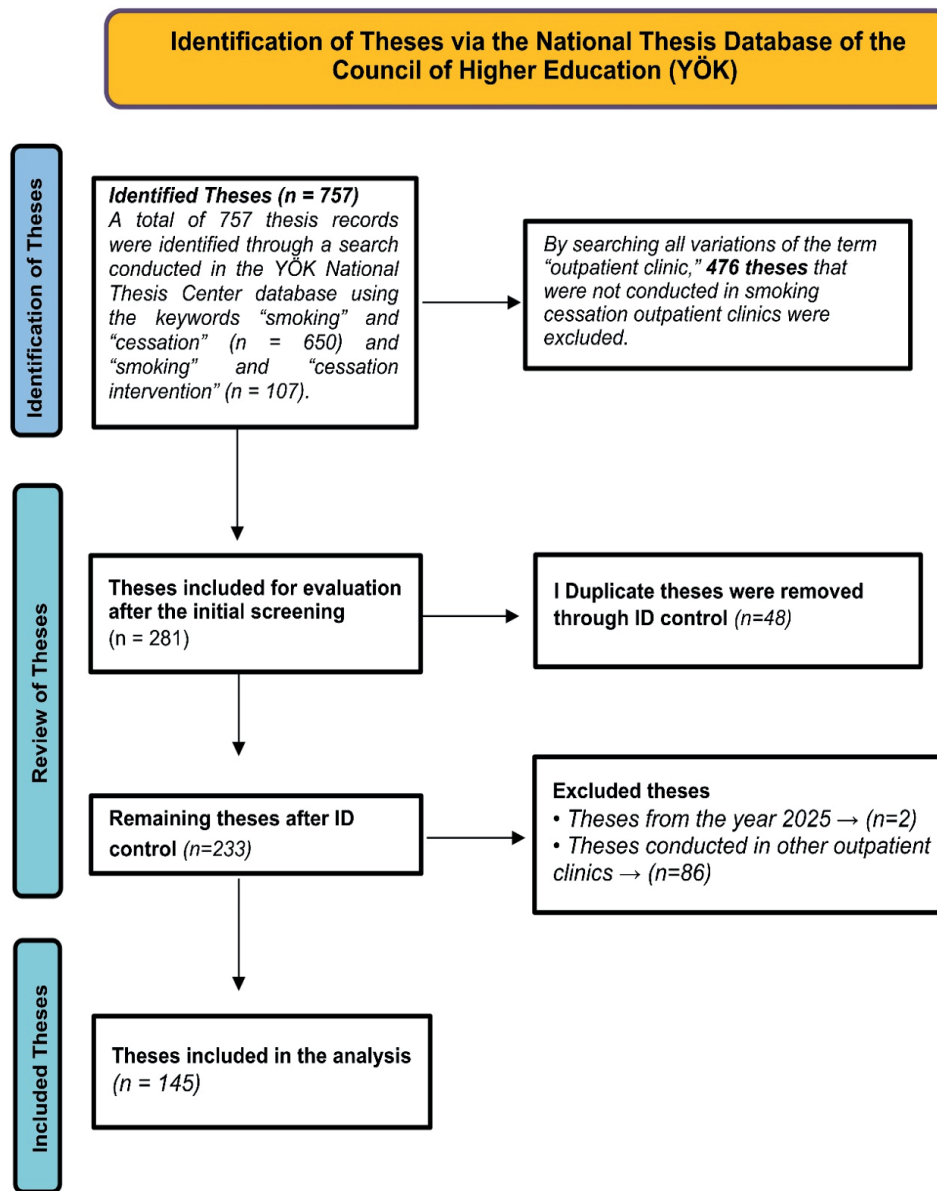 Identification of Theses via the National Thesis Database of the
Council of Higher Education (YÖK)
Identification of Theses
Identified Theses (n = 757)
A total of 757 thesis records
were identified through a search
conducted in the YÖK National
Thesis Center database using
the keywords “smoking” and
“cessation” (n = 650) and
“smoking” and “cessation
intervention” (n = 107).
By searching all variations of the term
“outpatient clinic,” 476 theses that
were not conducted in smoking
cessation outpatient clinics were
excluded.
Review of Theses
Theses included for evaluation
after the initial screening
(n = 281)
I Duplicate theses were removed
through ID control (n=48)
Remaining theses after ID
control (n=233)
Excluded theses
• Theses from the year 2025 → (n=2)
• Theses conducted in other outpatient
clinics → (n=86)
Included Theses
Theses included in the analysis
(n = 145)